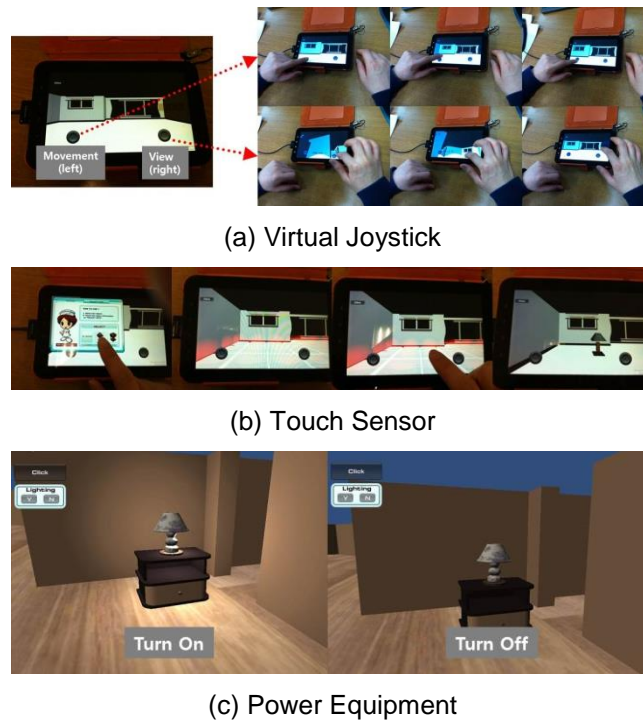 Movement
(left)
View
(right)
(a) Virtual Joystick
(b) Touch Sensor
Click
Lighting
Y N
Turn On
Click
Lighting
Y N
Turn Off
(c) Power Equipment